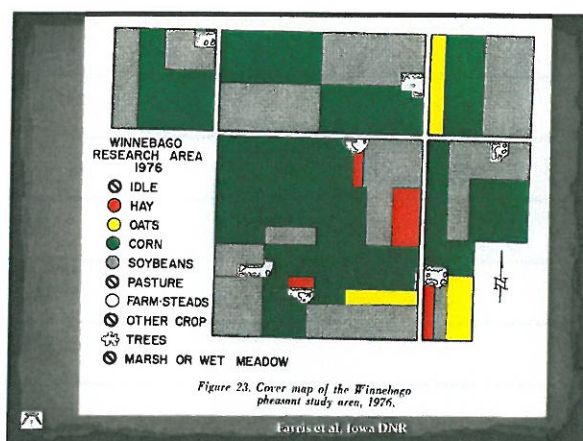 WINNEBAGO
RESEARCH AREA
1976
IDLE
HAY
OATS
CORN
SOYBEANS
PASTURE
FARM-STEADS
OTHER CROP
TREES
MARSH OR WET MEADOW
N
Figure 23. Cover map of the Winnebago
pheasant study area, 1976.
Farris et al, Iowa DNR